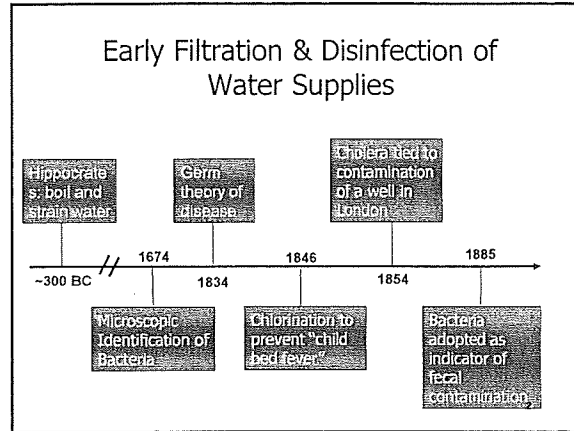 Early Filtration & Disinfection of
Water Supplies
Hippocrate
s: boil and
strain water
Germ
theory of
disease
Cholera tied to
contamination
of a well in
London
1674
1846
1885
~300 BC
1834
1854
Microscopic
Identification of
Bacteria
Chlorination to
prevent “child
bed fever”
Bacteria
adopted as
indicator of
fecal
contamination
2